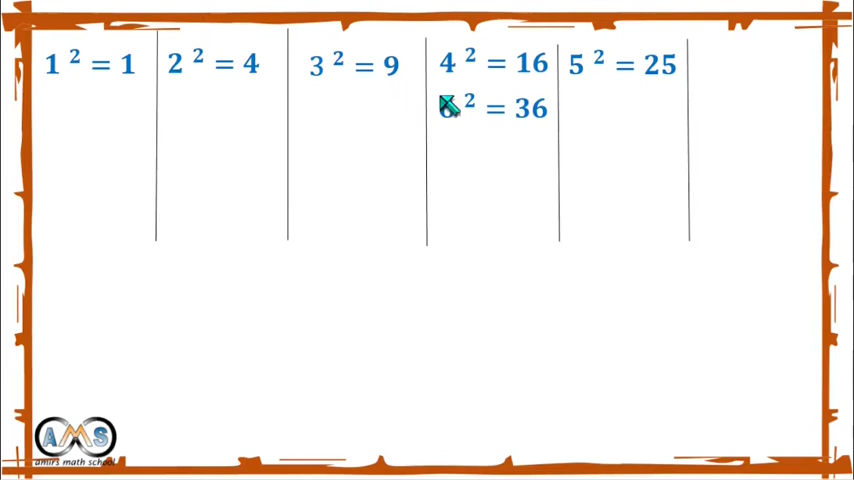 1 ² = 1
2 ² = 4
3 ² = 9
4 ² = 16
5 ² = 25
² = 36
AMS
amirs math school